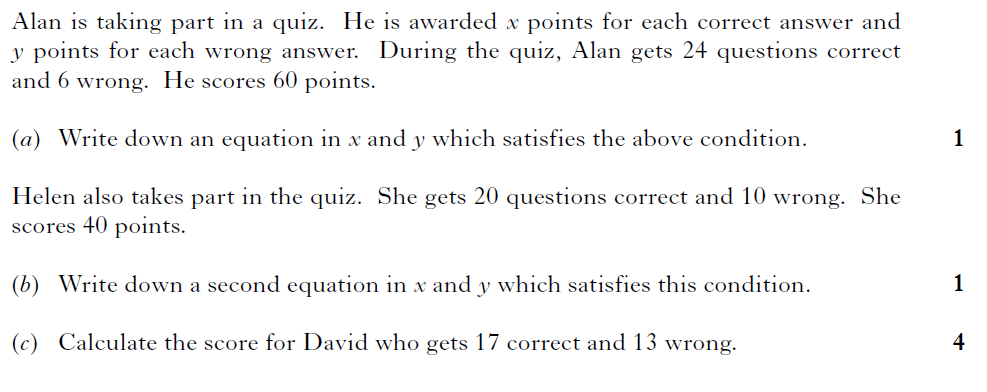 Alan is taking part in a quiz. He is awarded x points for each correct answer and
y points for each wrong answer. During the quiz, Alan gets 24 questions correct
and 6 wrong. He scores 60 points.
(a) Write down an equation in x and y which satisfies the above condition. 1
Helen also takes part in the quiz. She gets 20 questions correct and 10 wrong. She
scores 40 points.
(b) Write down a second equation in x and y which satisfies this condition. 1
(c) Calculate the score for David who gets 17 correct and 13 wrong. 4